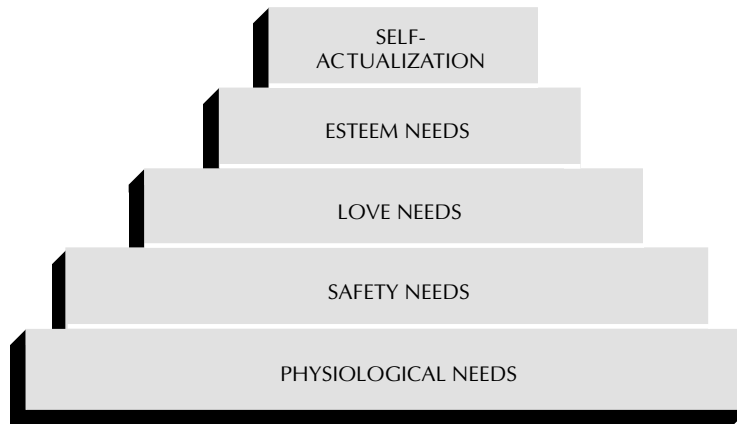 SELF-
ACTUALIZATION
ESTEEM NEEDS
LOVE NEEDS
SAFETY NEEDS
PHYSIOLOGICAL NEEDS